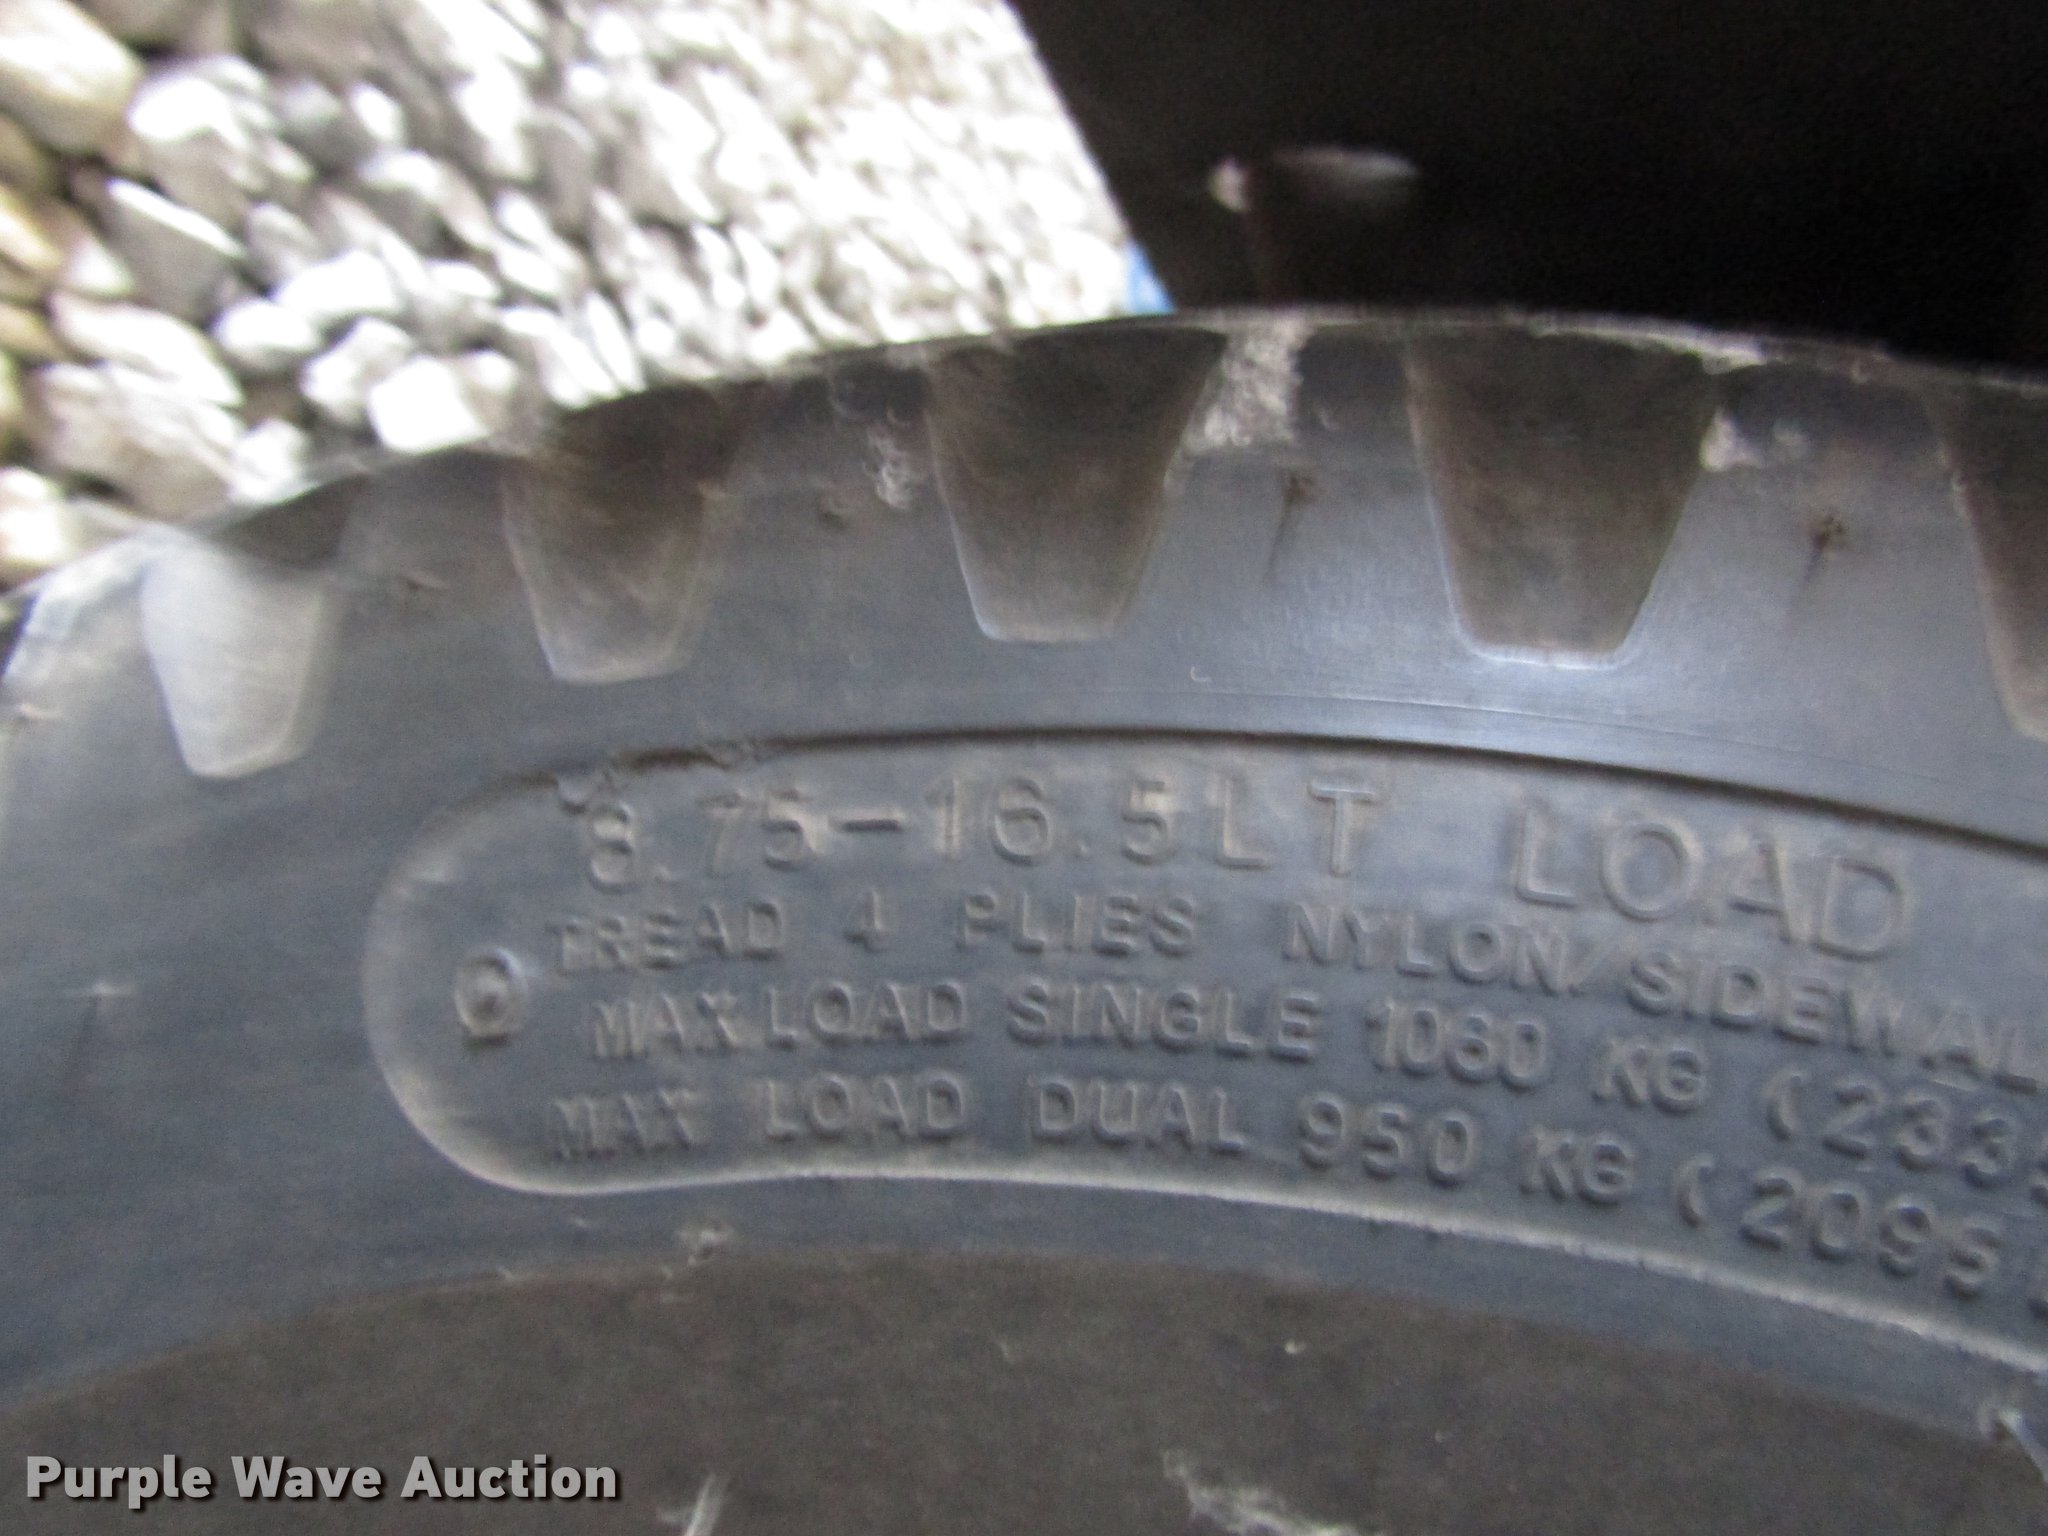 8.75-16.5LT LOAD
TREAD 4 PLIES NYLON/SIDEWAL
MAX LOAD SINGLE 1060 KG (233
MAX LOAD DUAL 950 KG (2095
Purple Wave Auction